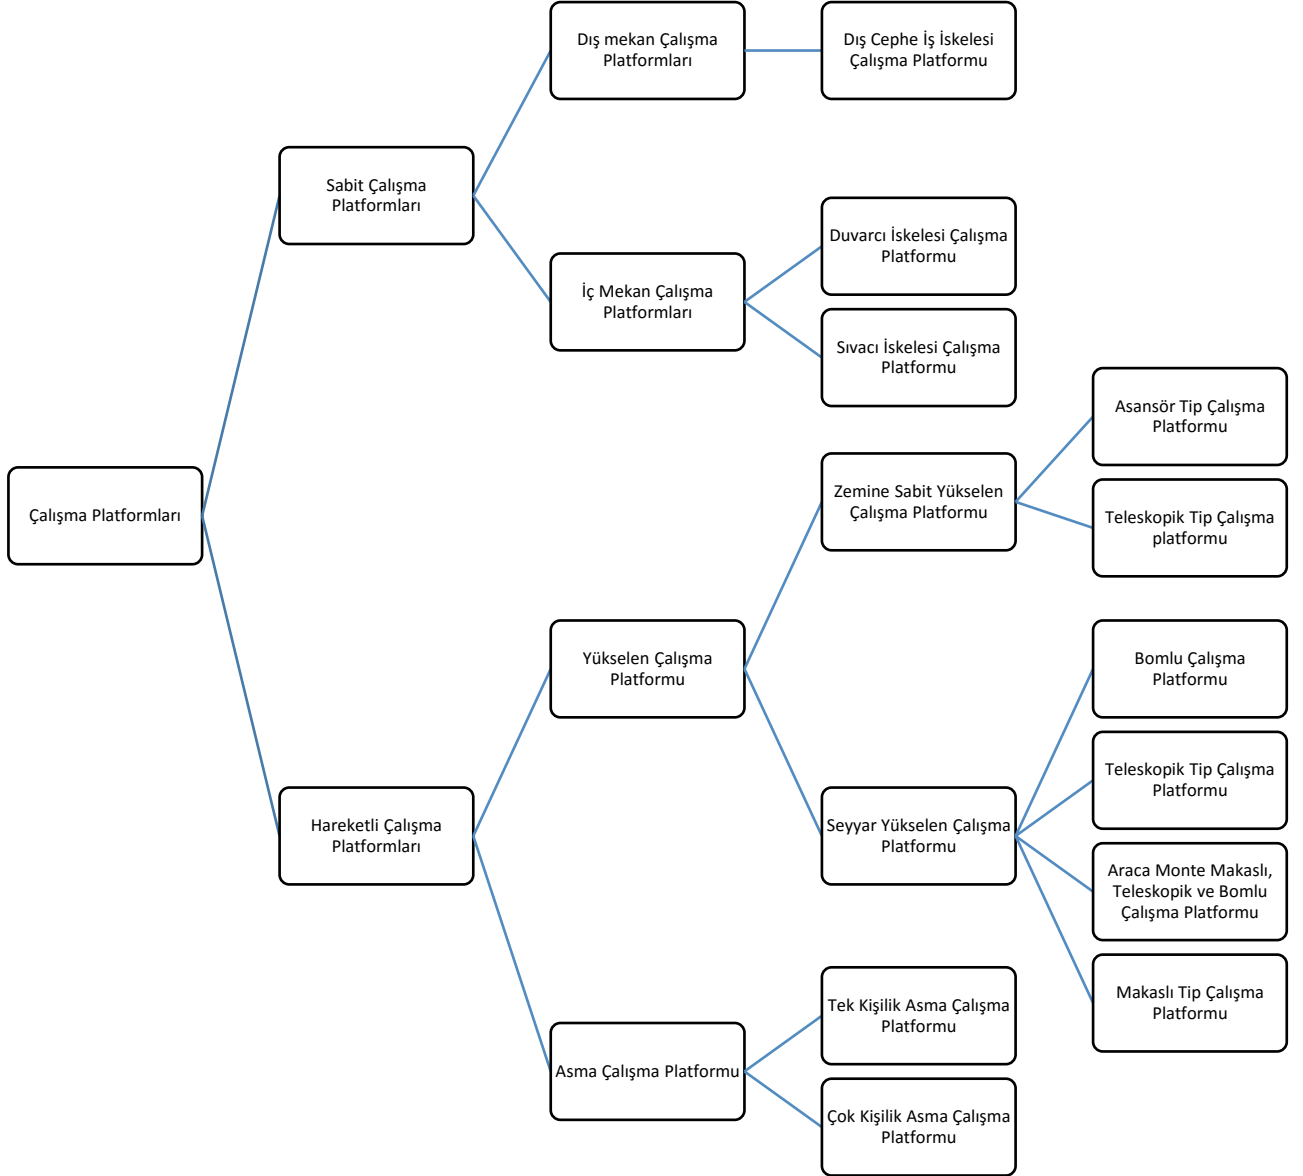 Çalışma Platformları
Sabit Çalışma
Platformları
Dış mekan Çalışma
Platformları
Dış Cephe İş İskelesi
Çalışma Platformu
İç Mekan Çalışma
Platformları
Duvarcı İskelesi Çalışma
Platformu
Sıvacı İskelesi Çalışma
Platformu
Hareketli Çalışma
Platformları
Yükselen Çalışma
Platformu
Zemine Sabit Yükselen
Çalışma Platformu
Asansör Tip Çalışma
Platformu
Teleskopik Tip Çalışma
platformu
Seyyar Yükselen Çalışma
Platformu
Bomlu Çalışma
Platformu
Teleskopik Tip Çalışma
Platformu
Araca Monte Makaslı,
Teleskopik ve Bomlu
Çalışma Platformu
Makaslı Tip Çalışma
Platformu
Asma Çalışma Platformu
Tek Kişilik Asma Çalışma
Platformu
Çok Kişilik Asma Çalışma
Platformu